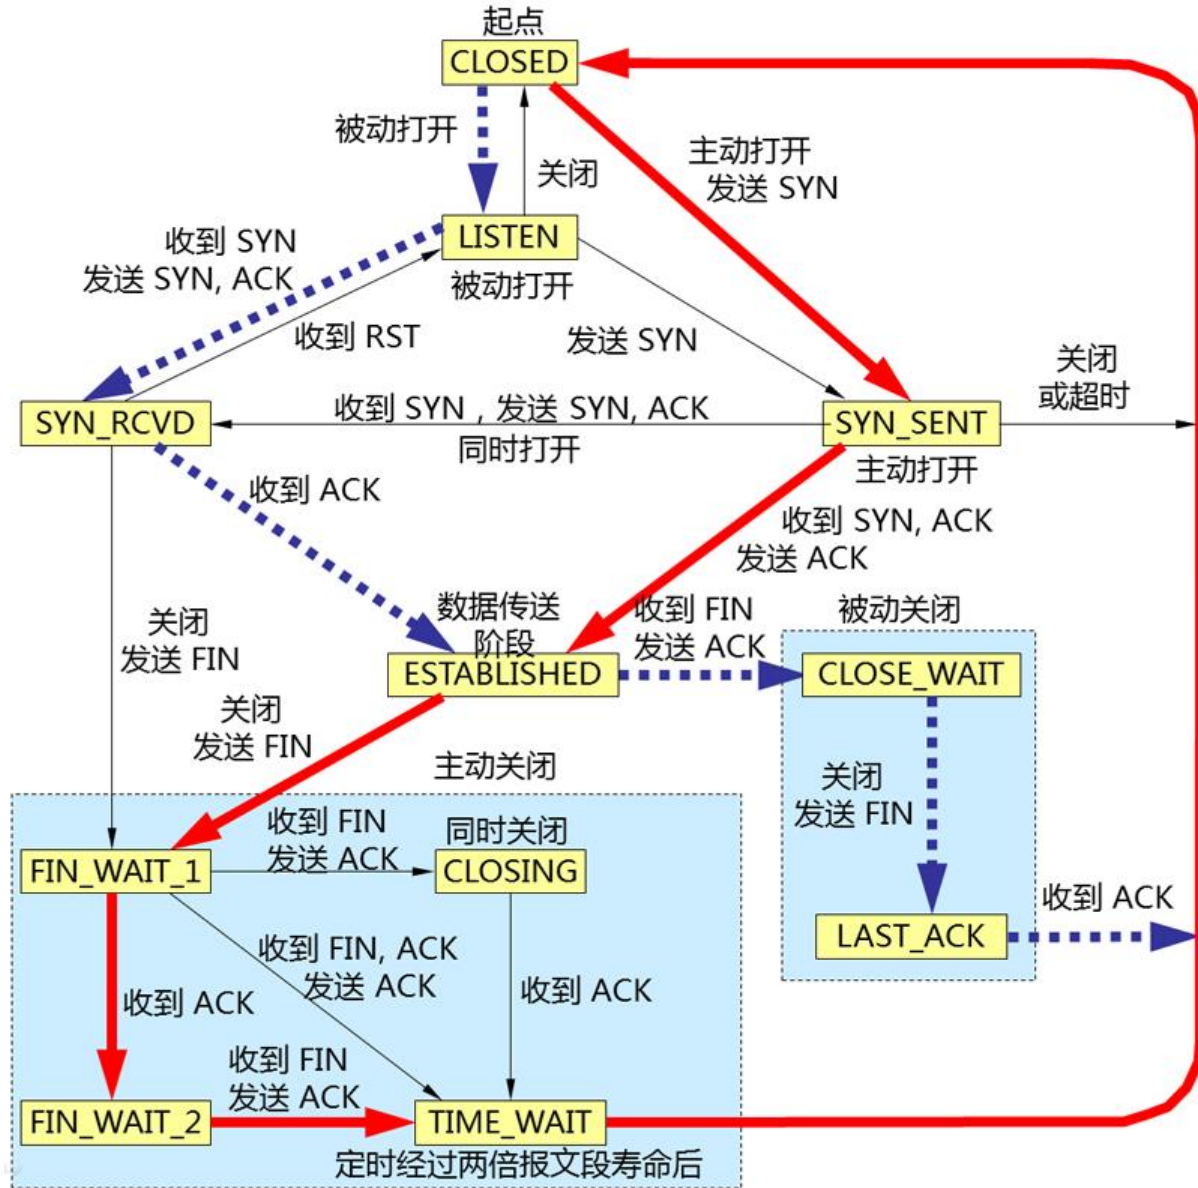 起点
CLOSED
被动打开
关闭
主动打开
发送 SYN
收到 SYN
发送 SYN, ACK
LISTEN
被动打开
收到 RST
发送 SYN
关闭
或超时
SYN_RCVD
收到 SYN , 发送 SYN, ACK
同时打开
SYN_SENT
主动打开
收到 ACK
收到 SYN, ACK
发送 ACK
数据传送
阶段
ESTABLISHED
收到 FIN
发送 ACK
被动关闭
CLOSE_WAIT
关闭
发送 FIN
关闭
发送 FIN
关闭
发送 FIN
主动关闭
收到 FIN
发送 ACK
同时关闭
FIN_WAIT_1
CLOSING
LAST_ACK
收到 ACK
收到 FIN, ACK
发送 ACK
收到 ACK
收到 ACK
收到 FIN
发送 ACK
FIN_WAIT_2
TIME_WAIT
定时经过两倍报文段寿命后